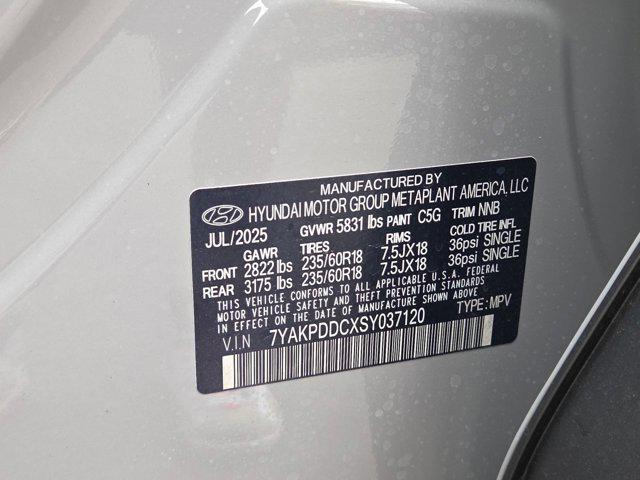 MANUFACTURED BY
HYUNDAI MOTOR GROUP METAPLANT AMERICA, LLC
JUL/2025 GVWR 5831 lbs PAINT C5G TRIM NNB
GAWR TIRES RIMS COLD TIRE INFL
FRONT 2822 lbs 235/60R18 7.5JX18 36psi SINGLE
REAR 3175 lbs 235/60R18 7.5JX18 36psi SINGLE
THIS VEHICLE CONFORMS TO ALL APPLICABLE U.S.A. FEDERAL
MOTOR VEHICLE SAFETY AND THEFT PREVENTION STANDARDS
IN EFFECT ON THE DATE OF MANUFACTURE SHOWN ABOVE.
V.I.N 7YAKPDDCXSY037120 TYPE: MPV